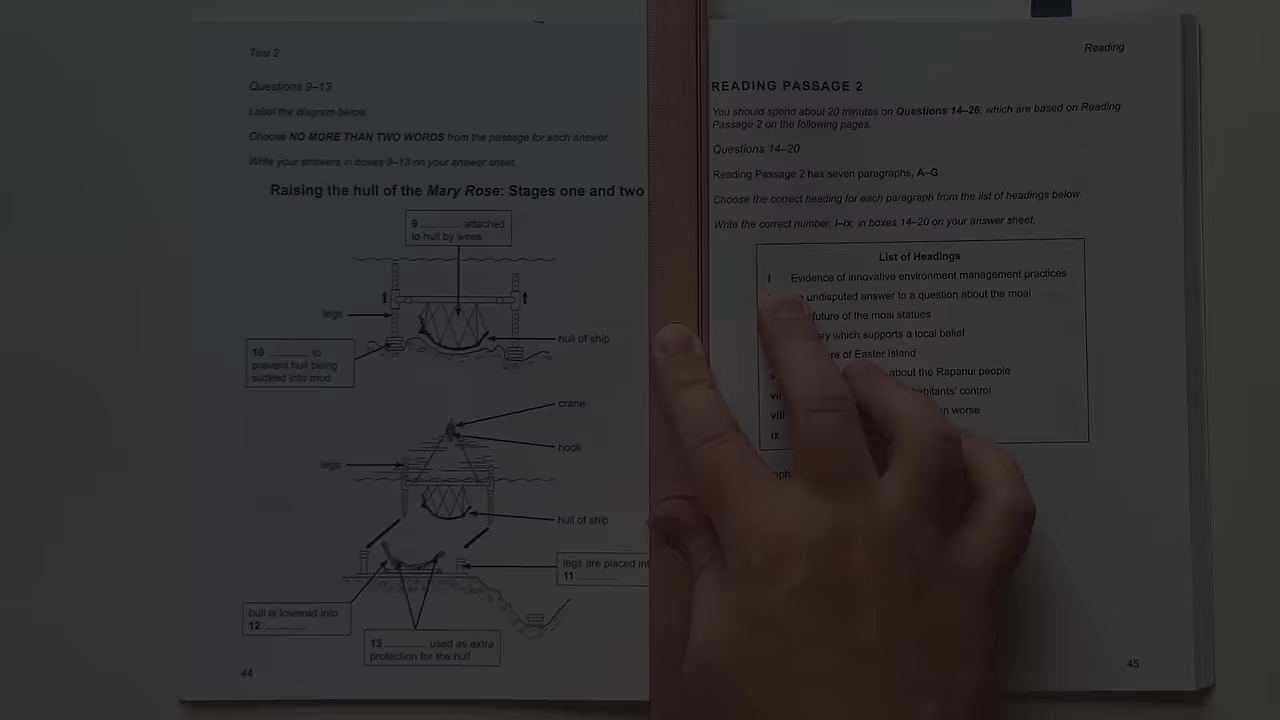 Test 2
Questions 9–13
Label the diagram below.
Choose NO MORE THAN TWO WORDS from the passage for each answer.
Write your answers in boxes 9–13 on your answer sheet.
Raising the hull of the Mary Rose: Stages one and two
9 ________ attached
to hull by wires
legs
hull of ship
10 ________ to
prevent hull being
sucked into mud
crane
hook
legs
hull of ship
legs are placed
11 ________
hull is lowered into
12 ________
13 ________ used as extra
protection for the hull
44
Reading
READING PASSAGE 2
You should spend about 20 minutes on Questions 14–26, which are based on Reading
Passage 2 on the following pages.
Questions 14–20
Reading Passage 2 has seven paragraphs, A–G.
Choose the correct heading for each paragraph from the list of headings below.
Write the correct number, i–ix, in boxes 14–20 on your answer sheet.
List of Headings
i Evidence of innovative environment management practices
undisputed answer to a question about the moai
future of the moai statues
which supports a local belief
of Easter Island
about the Rapanui people
vii control
viii worse
ix
45